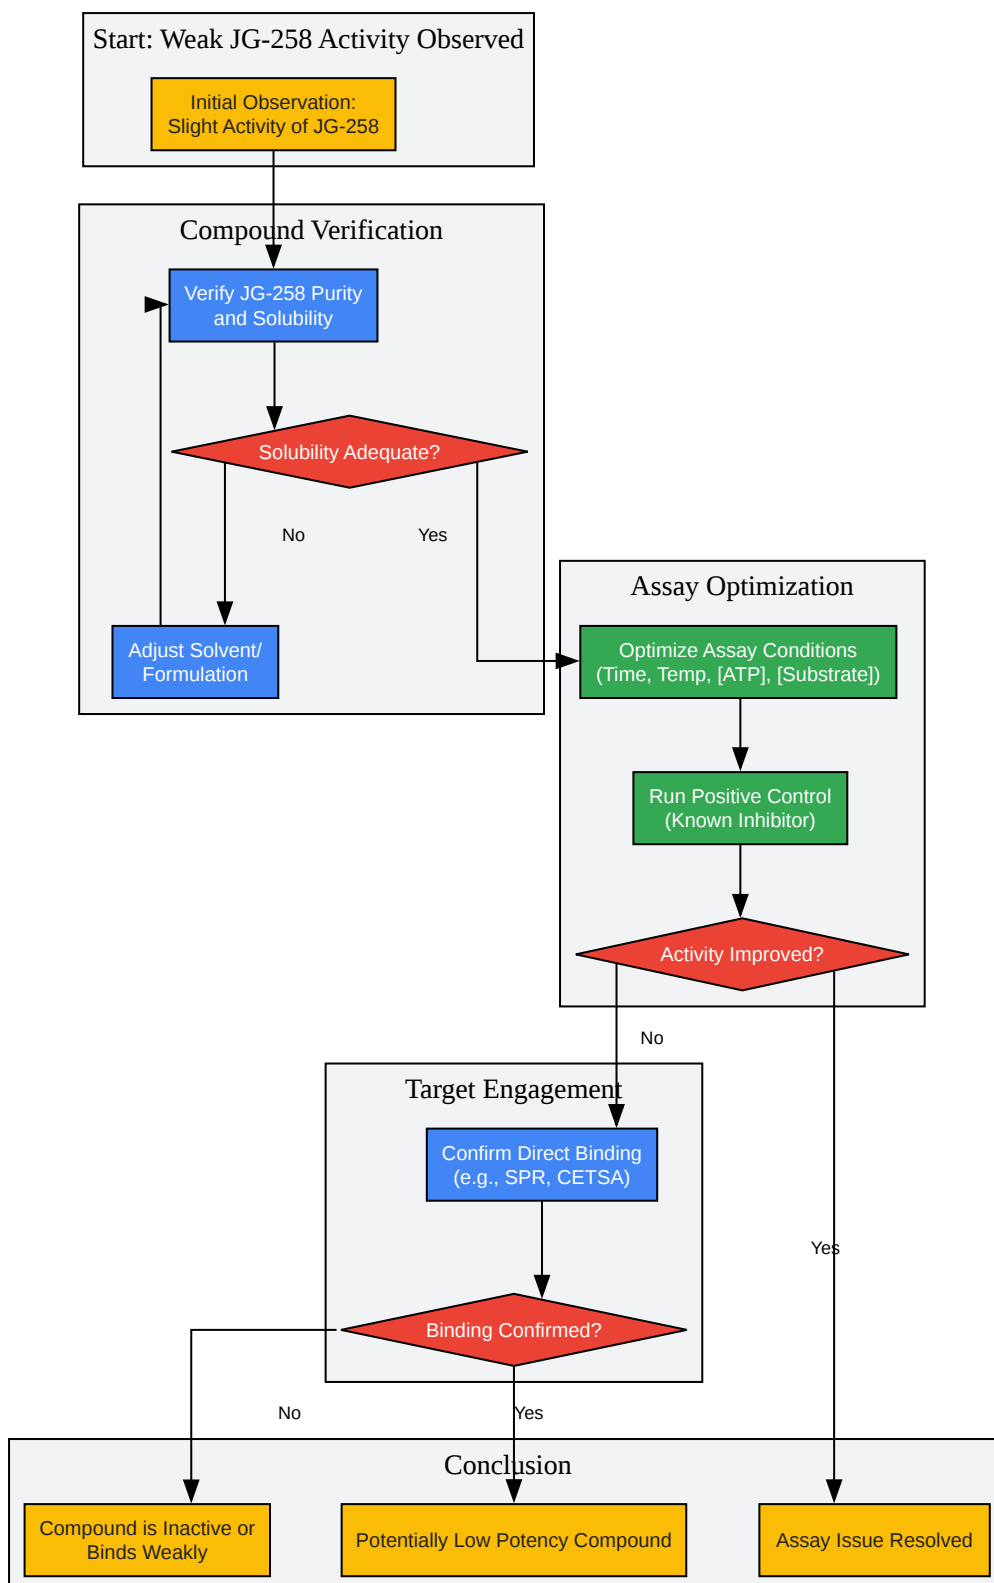 Start: Weak JG-258 Activity Observed
Initial Observation:
Slight Activity of JG-258
Compound Verification
Verify JG-258 Purity
and Solubility
Solubility Adequate?
No
Yes
Adjust Solvent/
Formulation
Assay Optimization
Optimize Assay Conditions
(Time, Temp, [ATP], [Substrate])
Run Positive Control
(Known Inhibitor)
Activity Improved?
No
Yes
Target Engagement
Confirm Direct Binding
(e.g., SPR, CETSA)
Binding Confirmed?
No
Yes
Conclusion
Compound is Inactive or
Binds Weakly
Potentially Low Potency Compound
Assay Issue Resolved